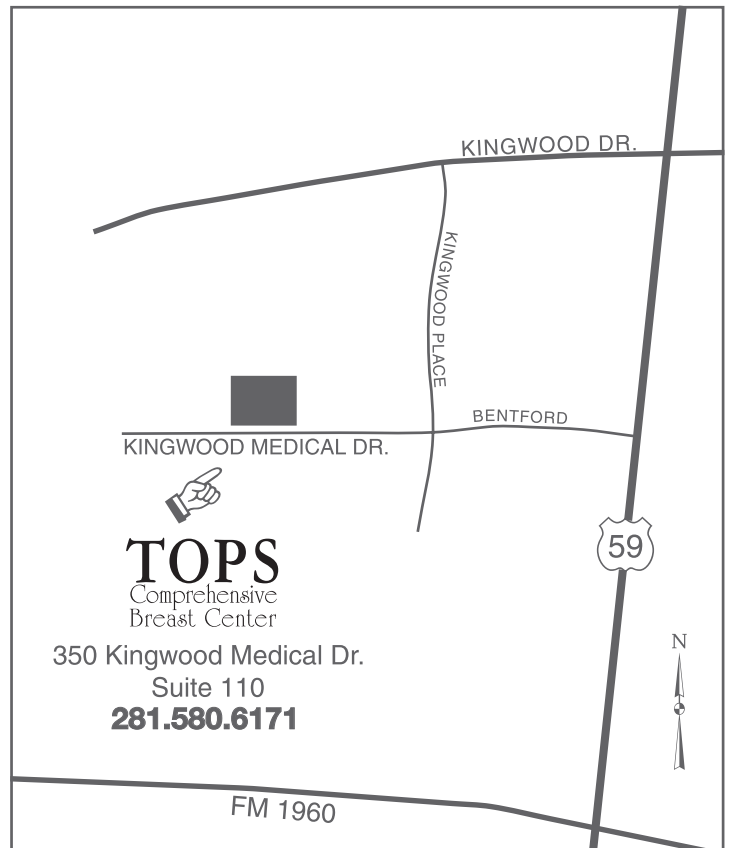 KINGWOOD DR.
KINGWOOD PLACE
BENTFORD
KINGWOOD MEDICAL DR.
59
TOPS
Comprehensive
Breast Center
350 Kingwood Medical Dr.
Suite 110
281.580.6171
N
FM 1960